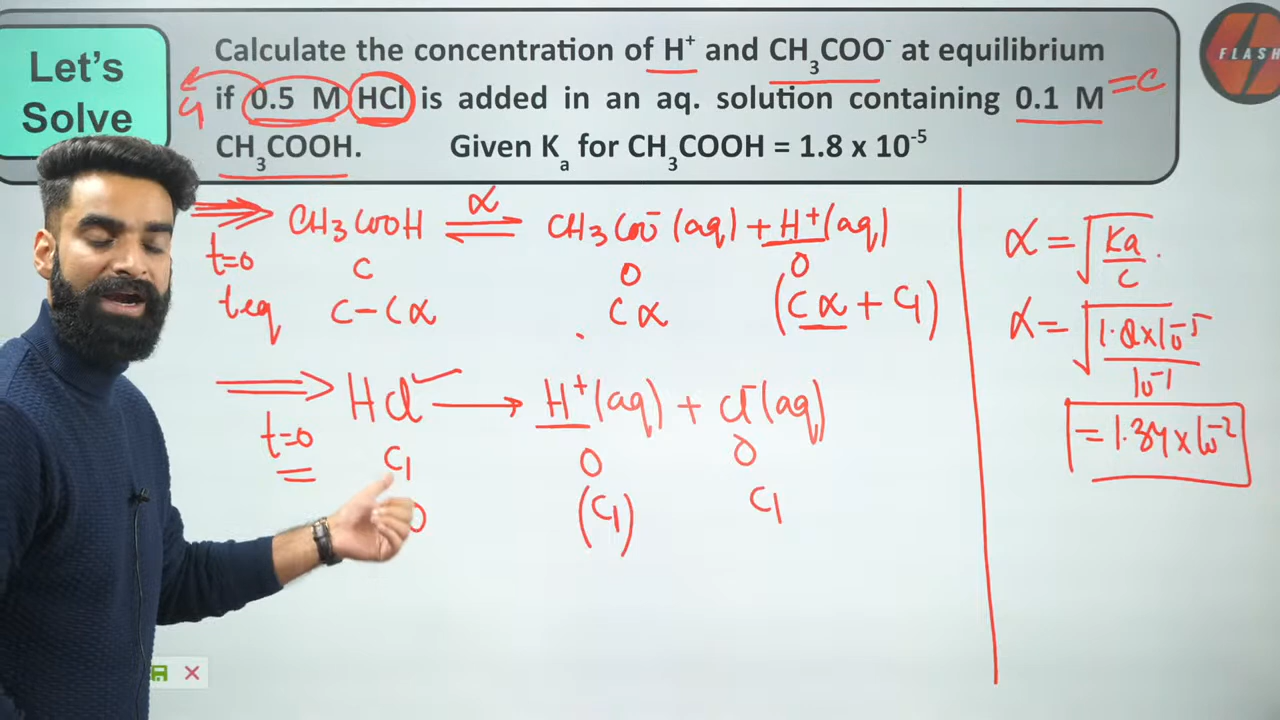 Let's
Solve
Calculate the concentration of H⁺ and CH₃COO⁻ at equilibrium
if 0.5 M HCl is added in an aq. solution containing 0.1 M = C
C₁
CH₃COOH. Given Kₐ for CH₃COOH = 1.8 x 10⁻⁵
FLASH
CH3COOH ⇌ CH3COO⁻(aq) + H⁺(aq)
α
t=0 C 0 0
teq C-Cα Cα (Cα + C₁)
HCl → H⁺(aq) + Cl⁻(aq)
t=0 C₁ 0 0
0 (C₁) C₁
α = √Ka/C
α = √1.8×10⁻⁵/10⁻¹
= 1.34×10⁻²